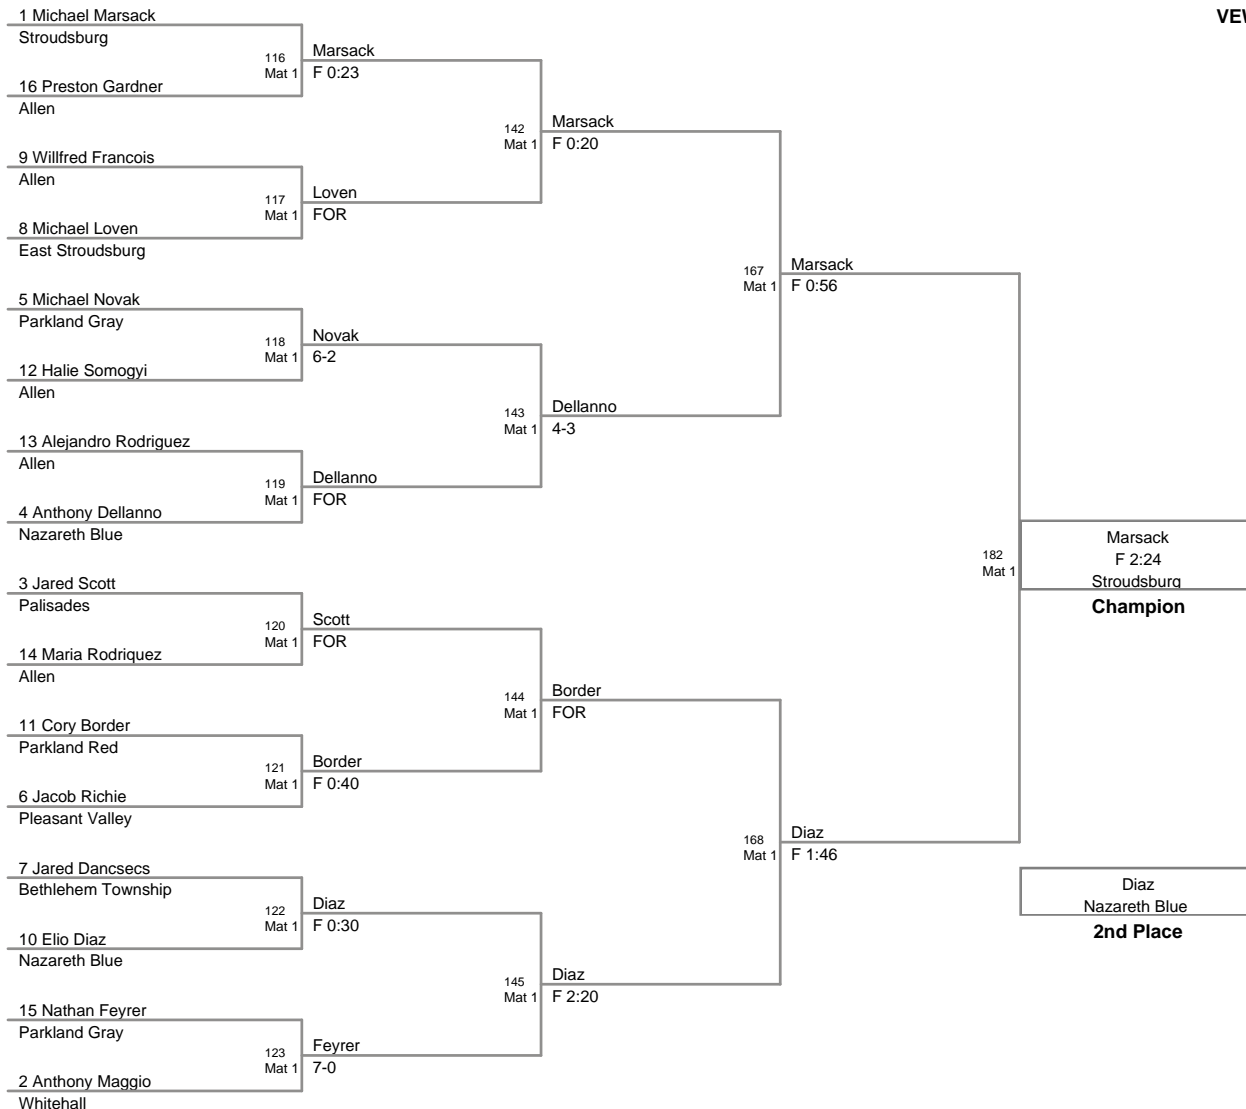 VEW
1 Michael Marsack
Stroudsburg
116
Mat 1
Marsack
F 0:23
16 Preston Gardner
Allen
142
Mat 1
Marsack
F 0:20
9 Willfred Francois
Allen
117
Mat 1
Loven
FOR
8 Michael Loven
East Stroudsburg
167
Mat 1
Marsack
F 0:56
5 Michael Novak
Parkland Gray
118
Mat 1
Novak
6-2
12 Halie Somogyi
Allen
143
Mat 1
Dellanno
4-3
13 Alejandro Rodriguez
Allen
119
Mat 1
Dellanno
FOR
4 Anthony Dellanno
Nazareth Blue
182
Mat 1
Marsack
F 2:24
Stroudsburg
Champion
3 Jared Scott
Palisades
120
Mat 1
Scott
FOR
14 Maria Rodriquez
Allen
144
Mat 1
Border
FOR
11 Cory Border
Parkland Red
121
Mat 1
Border
F 0:40
6 Jacob Richie
Pleasant Valley
168
Mat 1
Diaz
F 1:46
7 Jared Dancsecs
Bethlehem Township
122
Mat 1
Diaz
F 0:30
10 Elio Diaz
Nazareth Blue
Diaz
Nazareth Blue
2nd Place
145
Mat 1
Diaz
F 2:20
15 Nathan Feyrer
Parkland Gray
123
Mat 1
Feyrer
7-0
2 Anthony Maggio
Whitehall